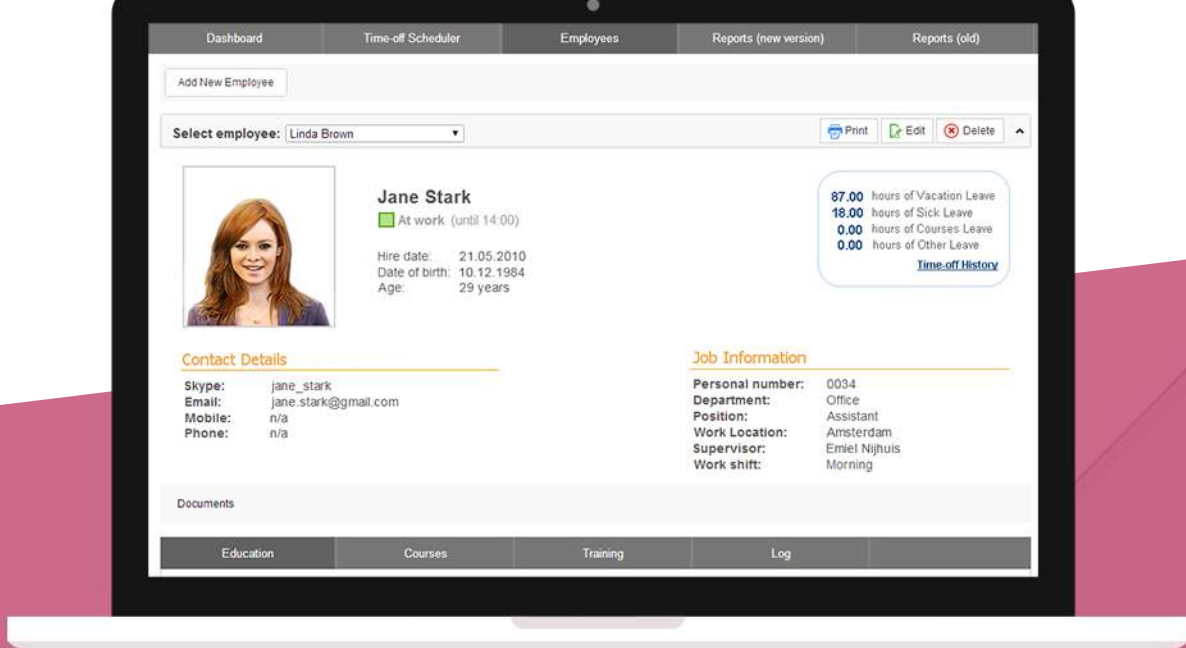 Dashboard Time-off Scheduler Employees Reports (new version) Reports (old)
Add New Employee
Select employee: Linda Brown Print Edit Delete
Jane Stark
At work (until 14:00)
Hire date: 21.05.2010
Date of birth: 10.12.1984
Age: 29 years
87.00 hours of Vacation Leave
18.00 hours of Sick Leave
0.00 hours of Courses Leave
0.00 hours of Other Leave
Time-off History
Contact Details
Skype: jane_stark
Email: jane.stark@gmail.com
Mobile: n/a
Phone: n/a
Job Information
Personal number: 0034
Department: Office
Position: Assistant
Work Location: Amsterdam
Supervisor: Emiel Nijhuis
Work shift: Morning
Documents
Education Courses Training Log